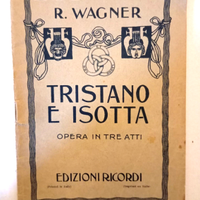 R. WAGNER
TRISTANO
E ISOTTA
OPERA IN TRE ATTI
EDIZIONI RICORDI